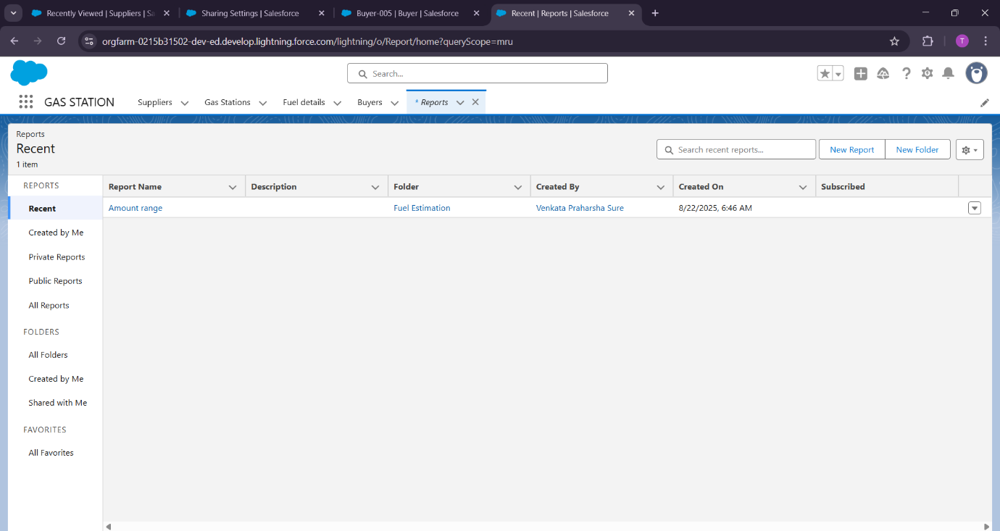 Recently Viewed | Suppliers | Sa
Sharing Settings | Salesforce
Buyer-005 | Buyer | Salesforce
Recent | Reports | Salesforce
orgfarm-0215b31502-dev-ed.develop.lightning.force.com/lightning/o/Report/home?queryScope=mru
T
Search...
GAS STATION
Suppliers
Gas Stations
Fuel details
Buyers
* Reports
Reports
Recent
1 item
Search recent reports...
New Report
New Folder
REPORTS
Report Name
Description
Folder
Created By
Created On
Subscribed
Recent
Amount range
Fuel Estimation
Venkata Praharsha Sure
8/22/2025, 6:46 AM
Created by Me
Private Reports
Public Reports
All Reports
FOLDERS
All Folders
Created by Me
Shared with Me
FAVORITES
All Favorites